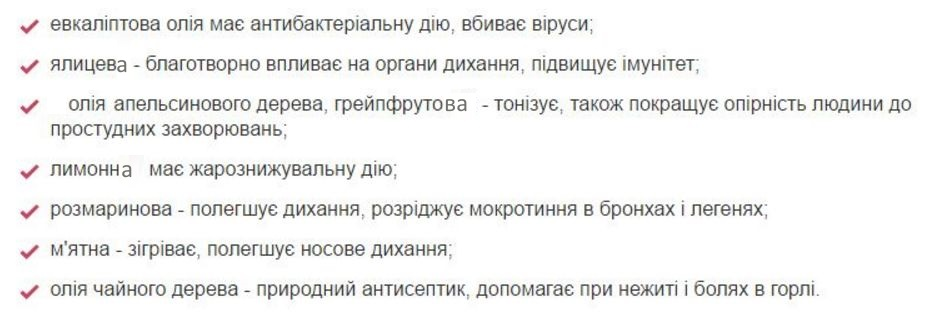 евкаліптова олія має антибактеріальну дію, вбиває віруси;
ялицева - благотворно впливає на органи дихання, підвищує імунітет;
олія апельсинового дерева, грейпфрутова - тонізує, також покращує опірність людини до
простудних захворювань;
лимонна має жарознижувальну дію;
розмаринова - полегшує дихання, розріджує мокротиння в бронхах і легенях;
м'ятна - зігріває, полегшує носове дихання;
олія чайного дерева - природний антисептик, допомагає при нежиті і болях в горлі.